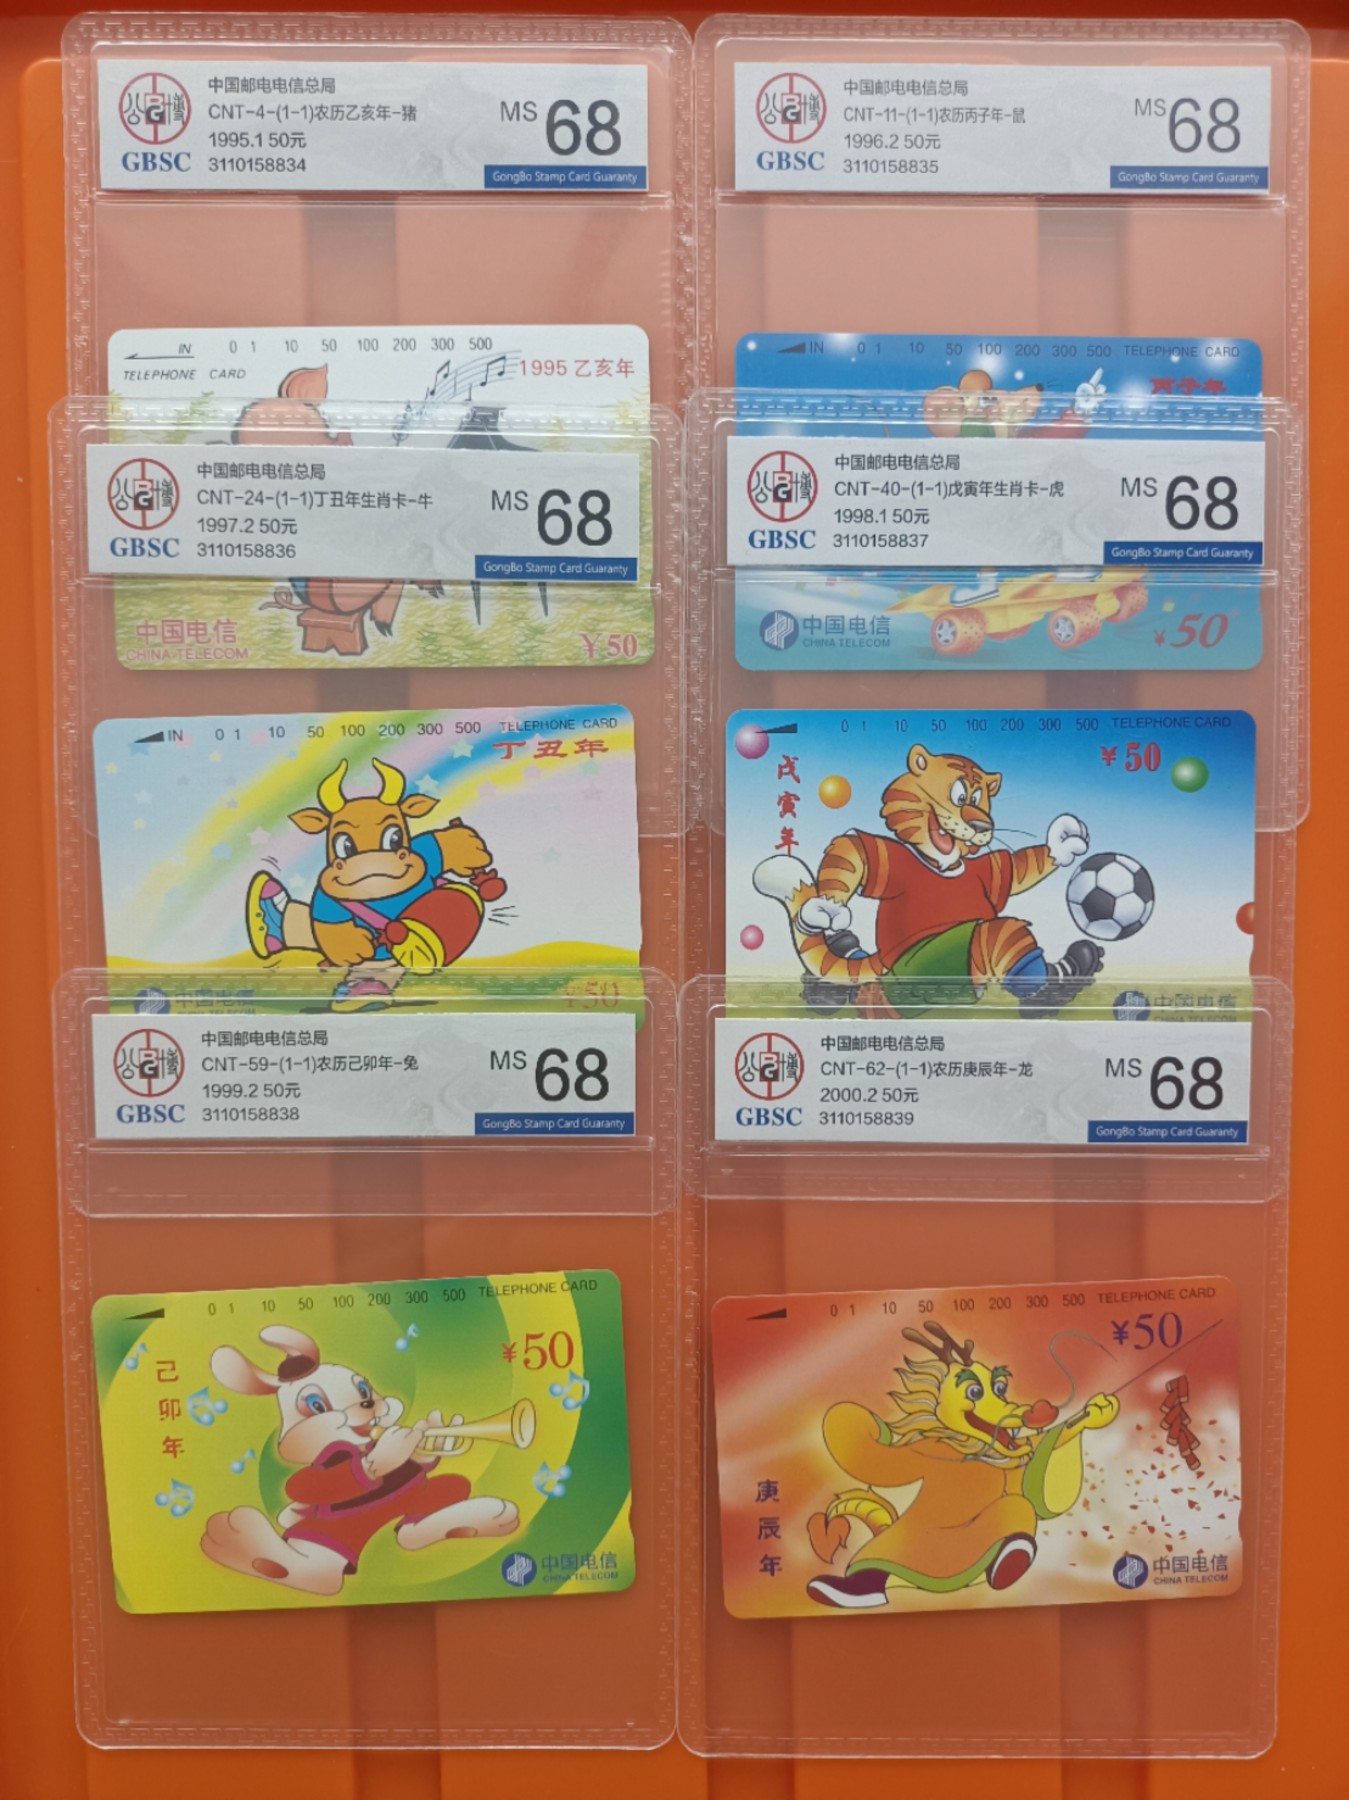 中国邮电电信总局
CNT-4-(1-1)农历乙亥年-猪
1995.1 50元
3110158834
GBSC
MS 68
GongBo Stamp Card Guaranty
中国邮电电信总局
CNT-11-(1-1)农历丙子年-鼠
1996.2 50元
3110158835
GBSC
MS 68
GongBo Stamp Card Guaranty
IN 0 1 10 50 100 200 300 500
TELEPHONE CARD
1995 乙亥年
IN 0 1 10 50 100 200 300 500 TELEPHONE CARD
丙子年
中国邮电电信总局
CNT-24-(1-1)丁丑年生肖卡-牛
1997.2 50元
3110158836
GBSC
MS 68
GongBo Stamp Card Guaranty
中国邮电电信总局
CNT-40-(1-1)戊寅年生肖卡-虎
1998.1 50元
3110158837
GBSC
MS 68
GongBo Stamp Card Guaranty
中国电信
CHINA TELECOM
¥50
中国电信
CHINA TELECOM
¥50
IN 0 1 10 50 100 200 300 500 TELEPHONE CARD
丁丑年
中国电信
¥50
0 1 10 50 100 200 300 500 TELEPHONE CARD
¥50
戊寅年
中国电信
CHINA TELECOM
中国邮电电信总局
CNT-59-(1-1)农历己卯年-兔
1999.2 50元
3110158838
GBSC
MS 68
GongBo Stamp Card Guaranty
中国邮电电信总局
CNT-62-(1-1)农历庚辰年-龙
2000.2 50元
3110158839
GBSC
MS 68
GongBo Stamp Card Guaranty
0 1 10 50 100 200 300 500 TELEPHONE CARD
¥50
己卯年
中国电信
CHINA TELECOM
0 1 10 50 100 200 300 500 TELEPHONE CARD
¥50
庚辰年
中国电信
CHINA TELECOM